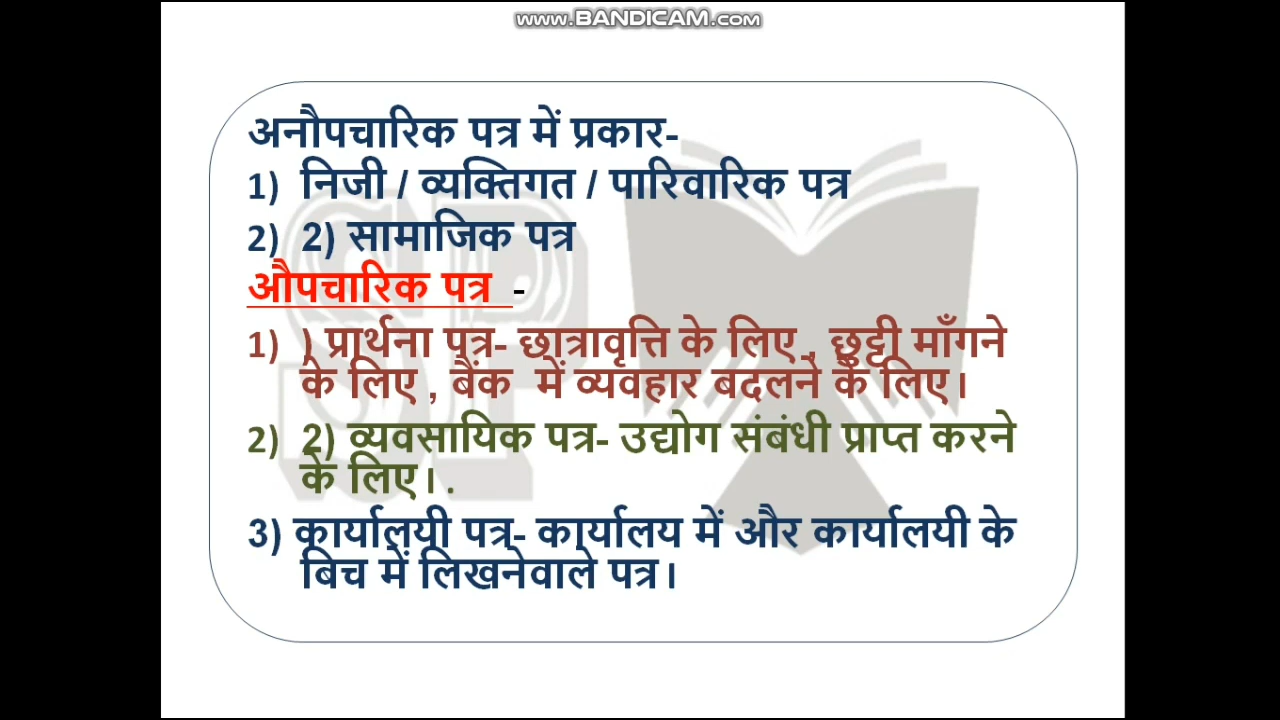 www.BANDICAM.com
अनौपचारिक पत्र में प्रकार-
1) निजी / व्यक्तिगत / पारिवारिक पत्र
2) 2) सामाजिक पत्र
औपचारिक पत्र -
1) ) प्रार्थना पत्र- छात्रावृत्ति के लिए , छुट्टी माँगने
के लिए , बैंक में व्यवहार बदलने के लिए।
2) 2) व्यवसायिक पत्र- उद्योग संबंधी प्राप्त करने
के लिए। .
3) कार्यालयी पत्र- कार्यालय में और कार्यालयी के
बिच में लिखनेवाले पत्र।